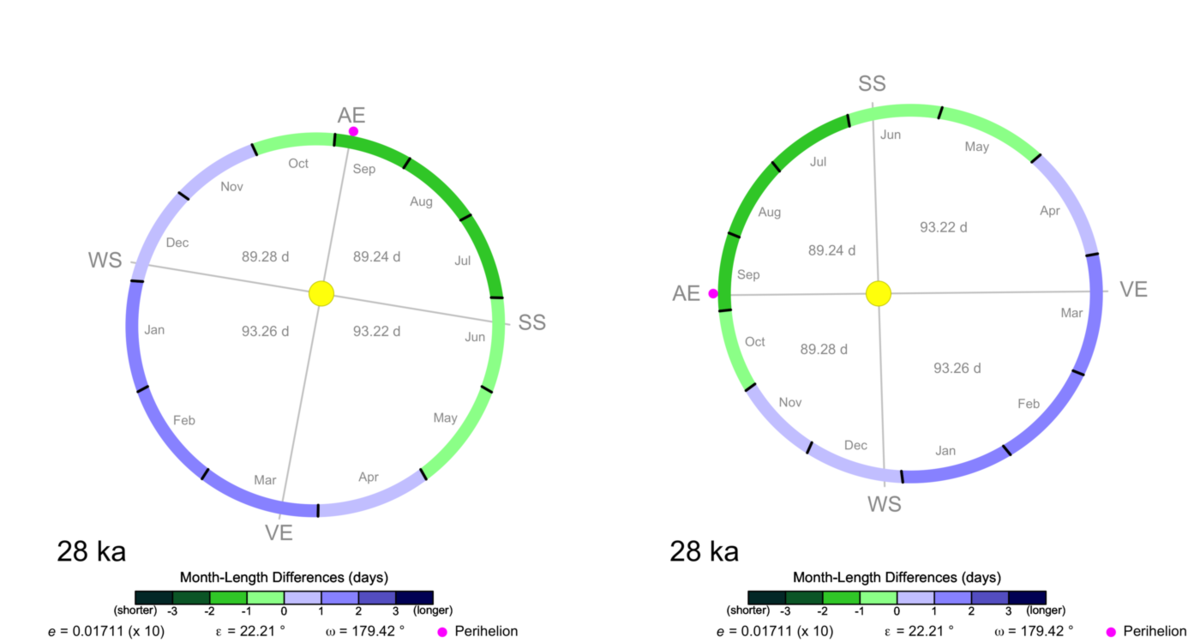 AE
Oct
Sep
Nov
Aug
Dec
WS
89.28 d
89.24 d
Jul
Jan
93.26 d
93.22 d
SS
Jun
Feb
May
Mar
Apr
VE
28 ka
Month-Length Differences (days)
(shorter) -3 -2 -1 0 1 2 3 (longer)
e = 0.01711 (x 10) ε = 22.21 ° ω = 179.42 ° Perihelion
SS
Jun
May
Jul
Aug
Apr
93.22 d
89.24 d
Sep
AE
VE
Mar
Oct
89.28 d
93.26 d
Nov
Feb
Dec
Jan
WS
28 ka
Month-Length Differences (days)
(shorter) -3 -2 -1 0 1 2 3 (longer)
e = 0.01711 (x 10) ε = 22.21 ° ω = 179.42 ° Perihelion